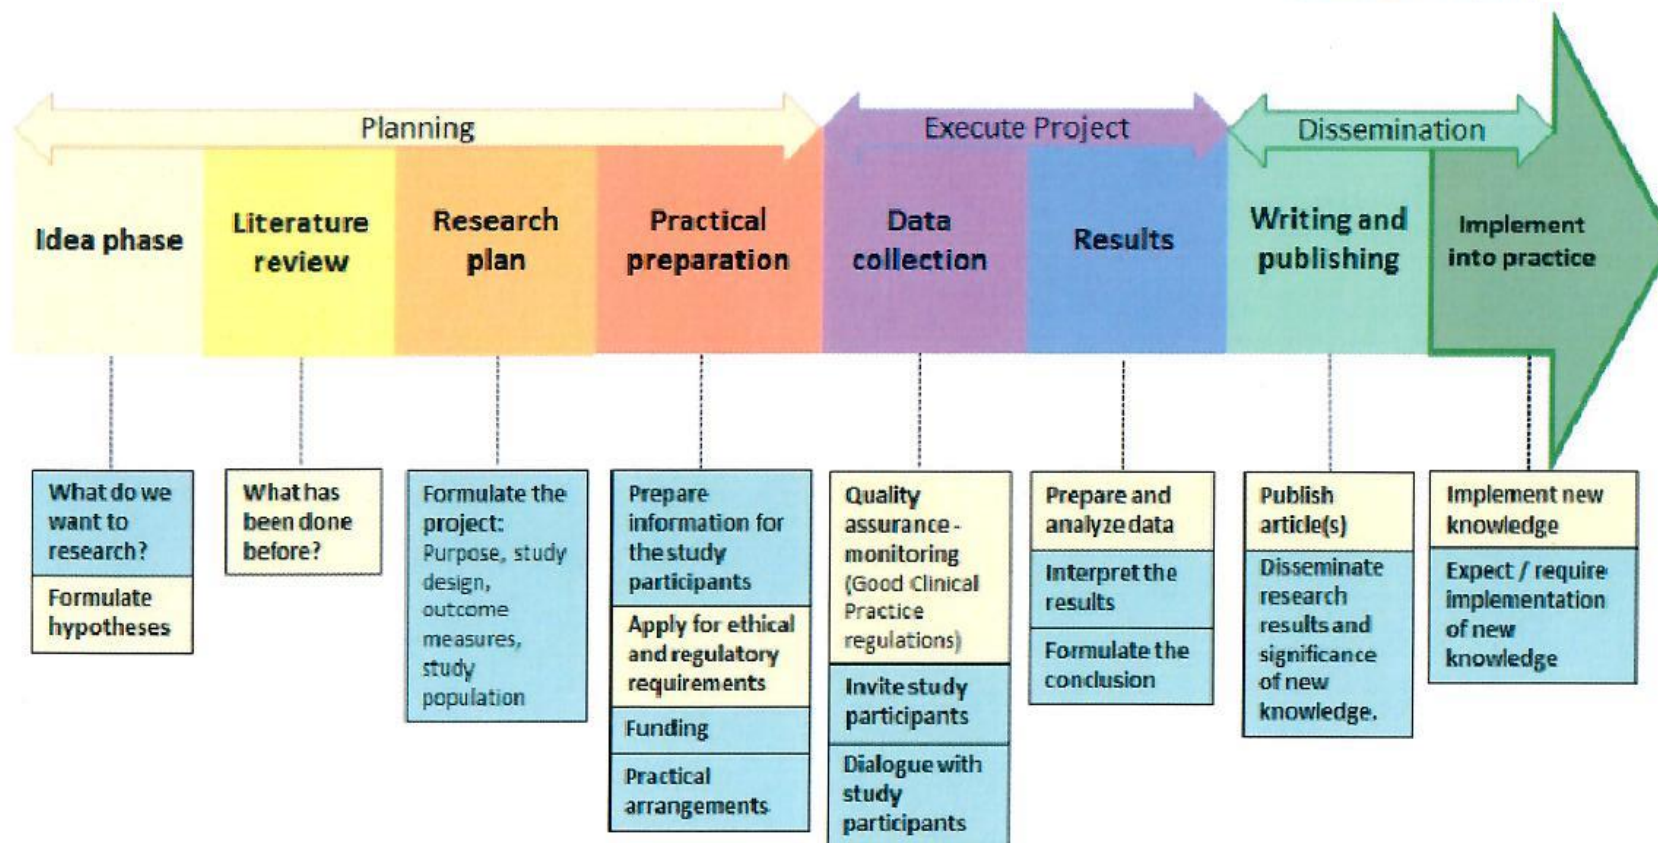 Planning
Execute Project
Dissemination
Idea phase
Literature
review
Research
plan
Practical
preparation
Data
collection
Results
Writing and
publishing
Implement
into practice
What do we
want to
research?
Formulate
hypotheses
What has
been done
before?
Formulate the
project:
Purpose, study
design,
outcome
measures,
study
population
Prepare
information for
the study
participants
Apply for ethical
and regulatory
requirements
Funding
Practical
arrangements
Quality
assurance -
monitoring
(Good Clinical
Practice
regulations)
Invite study
participants
Dialogue with
study
participants
Prepare and
analyze data
Interpret the
results
Formulate the
conclusion
Publish
article(s)
Disseminate
research
results and
significance
of new
knowledge.
Implement new
knowledge
Expect / require
implementation
of new
knowledge